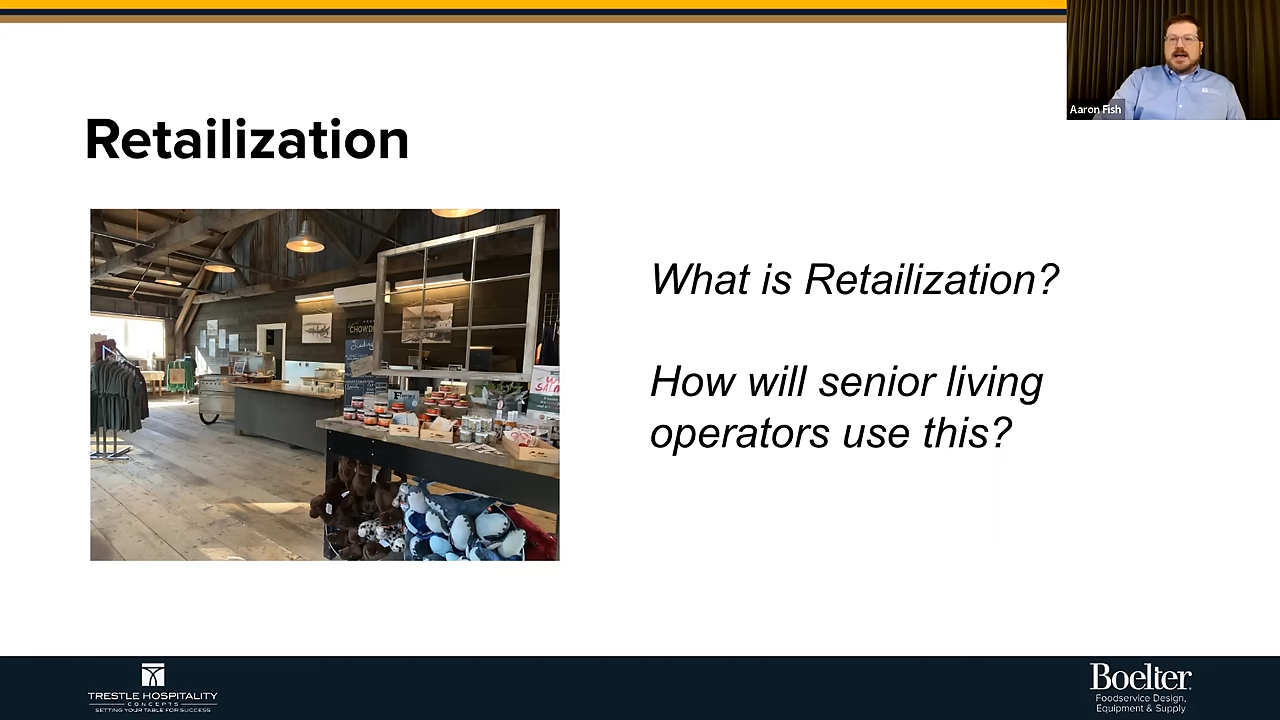 Aaron Fish
Retailization
CHOWDE
What is Retailization?
How will senior living
operators use this?
TRESTLE HOSPITALITY
CONCEPTS
SETTING YOUR TABLE FOR SUCCESS
Boelter
Foodservice Design,
Equipment & Supply